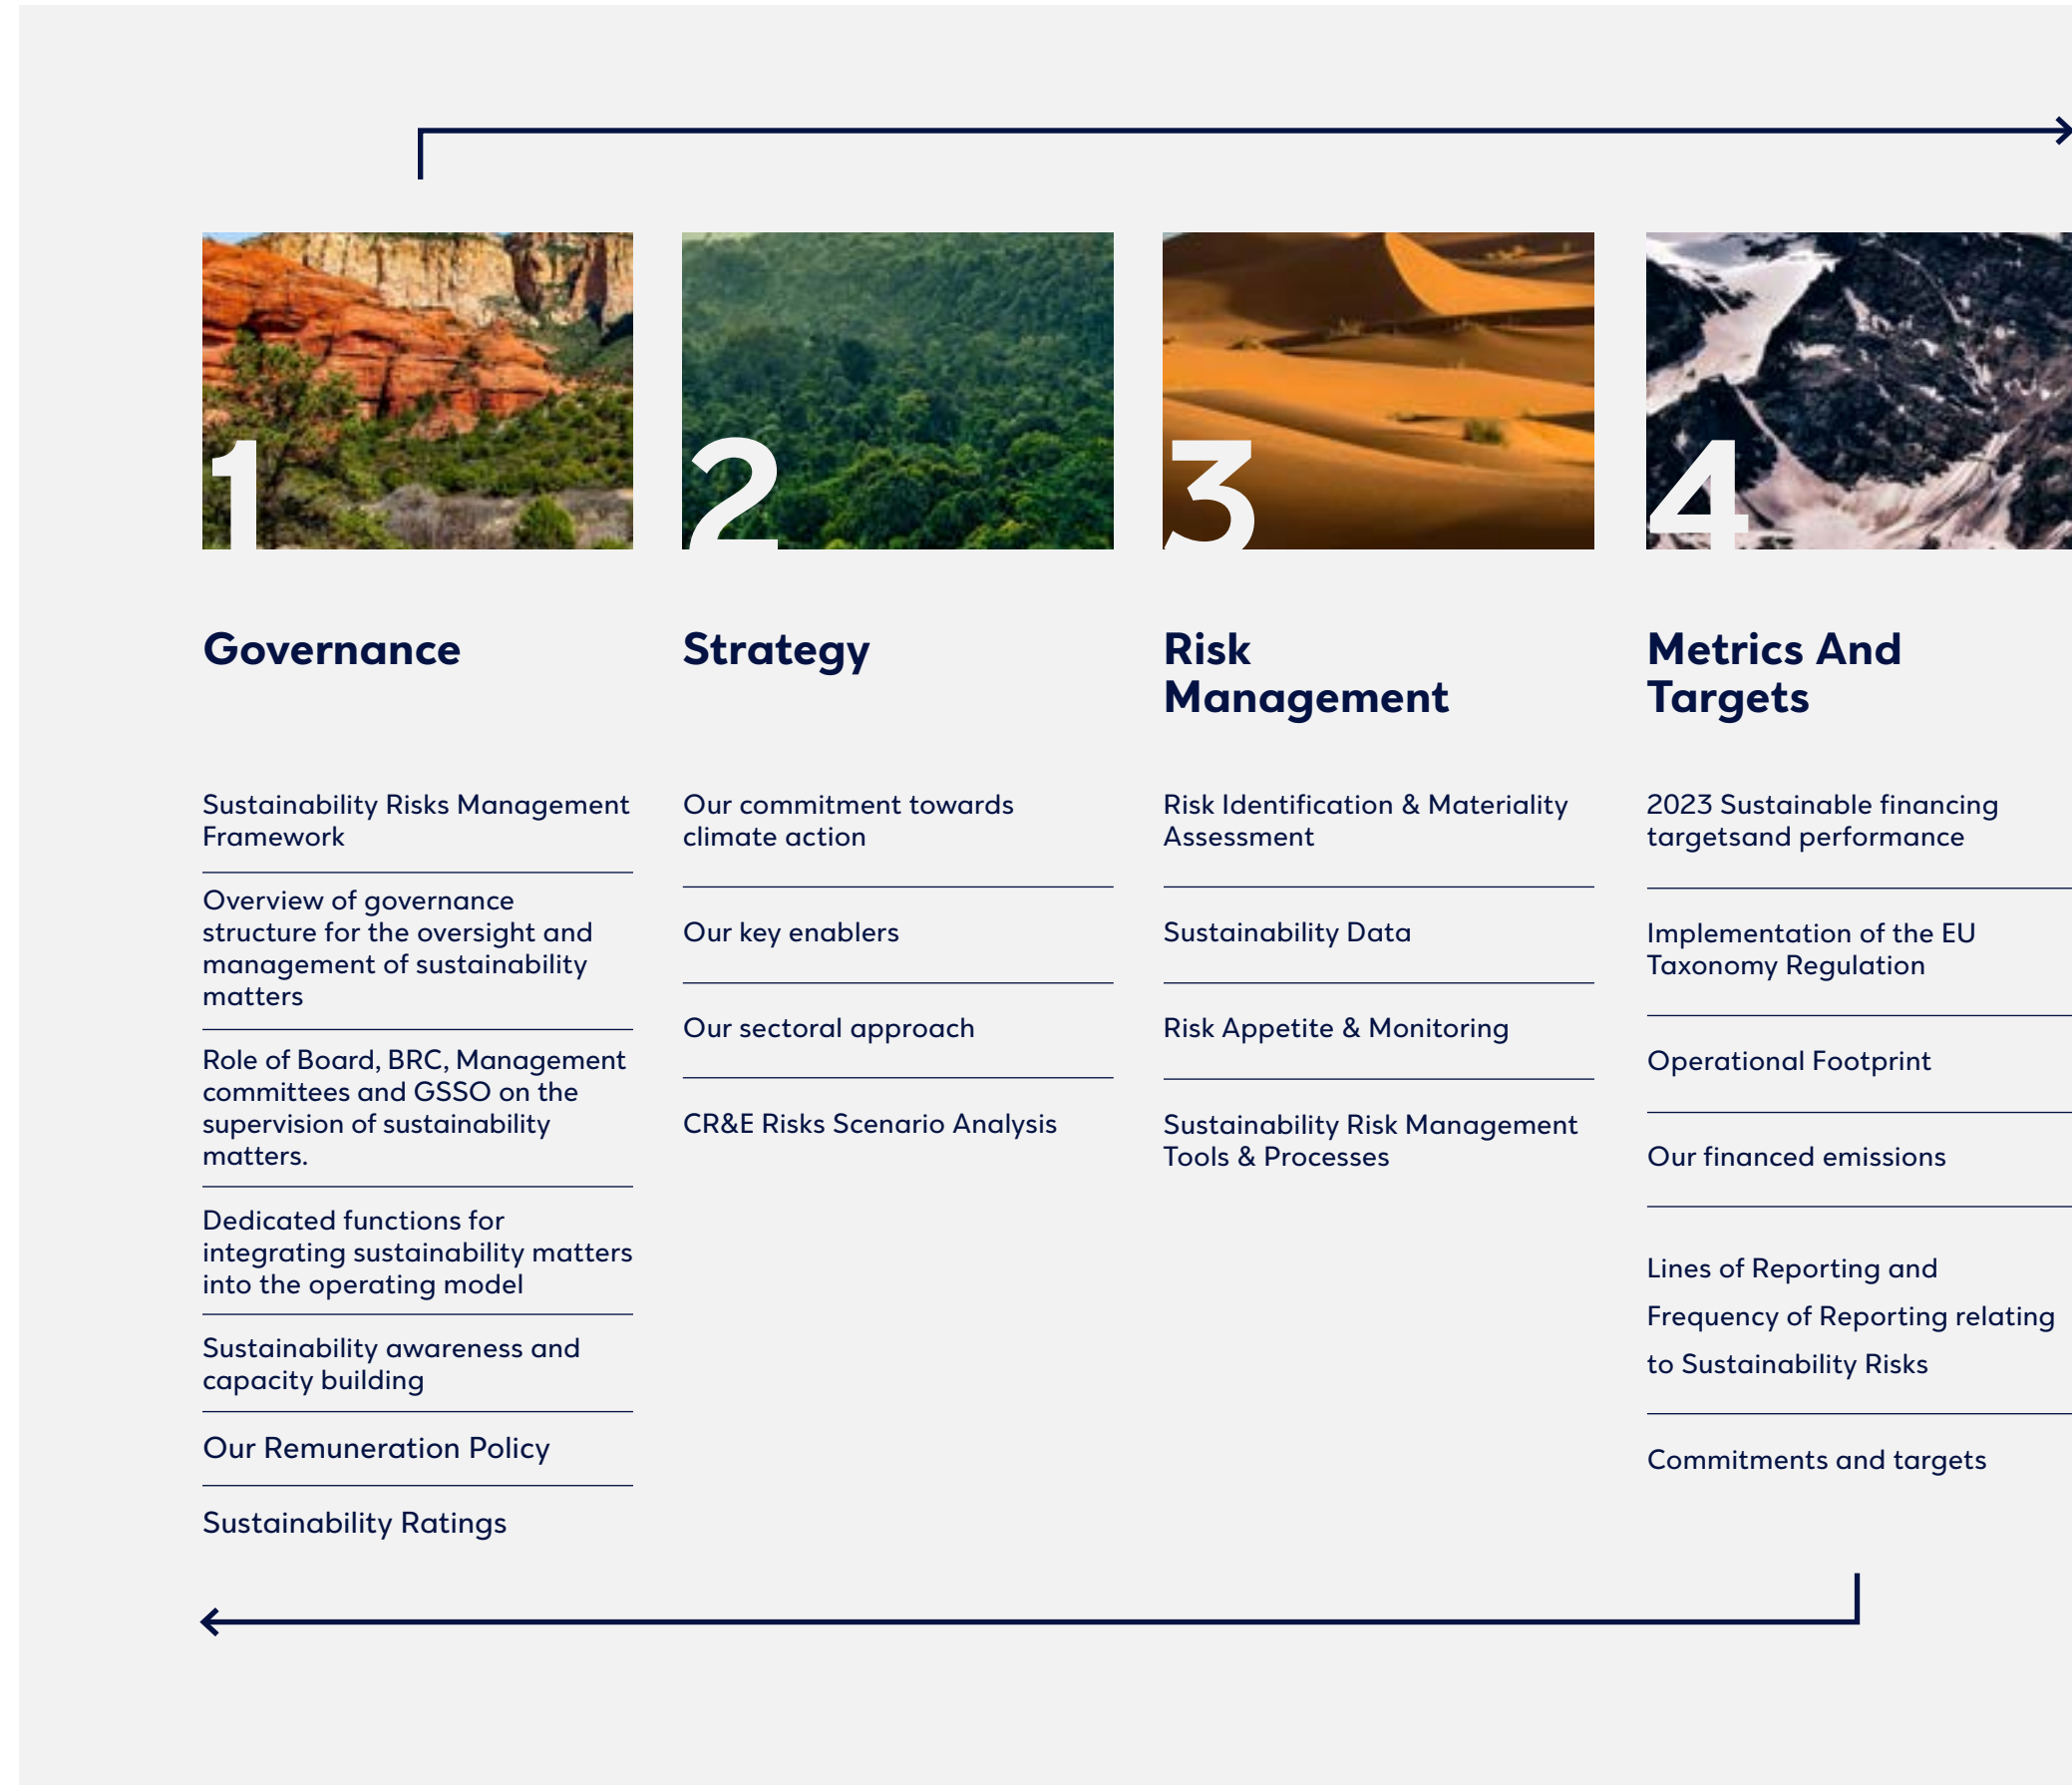 1
2
3
4
Governance
Sustainability Risks Management
Framework
Overview of governance
structure for the oversight and
management of sustainability
matters
Role of Board, BRC, Management
committees and GSSO on the
supervision of sustainability
matters.
Dedicated functions for
integrating sustainability matters
into the operating model
Sustainability awareness and
capacity building
Our Remuneration Policy
Sustainability Ratings
Strategy
Our commitment towards
climate action
Our key enablers
Our sectoral approach
CR&E Risks Scenario Analysis
Risk
Management
Risk Identification & Materiality
Assessment
Sustainability Data
Risk Appetite & Monitoring
Sustainability Risk Management
Tools & Processes
Metrics And
Targets
2023 Sustainable financing
targetsand performance
Implementation of the EU
Taxonomy Regulation
Operational Footprint
Our financed emissions
Lines of Reporting and
Frequency of Reporting relating
to Sustainability Risks
Commitments and targets